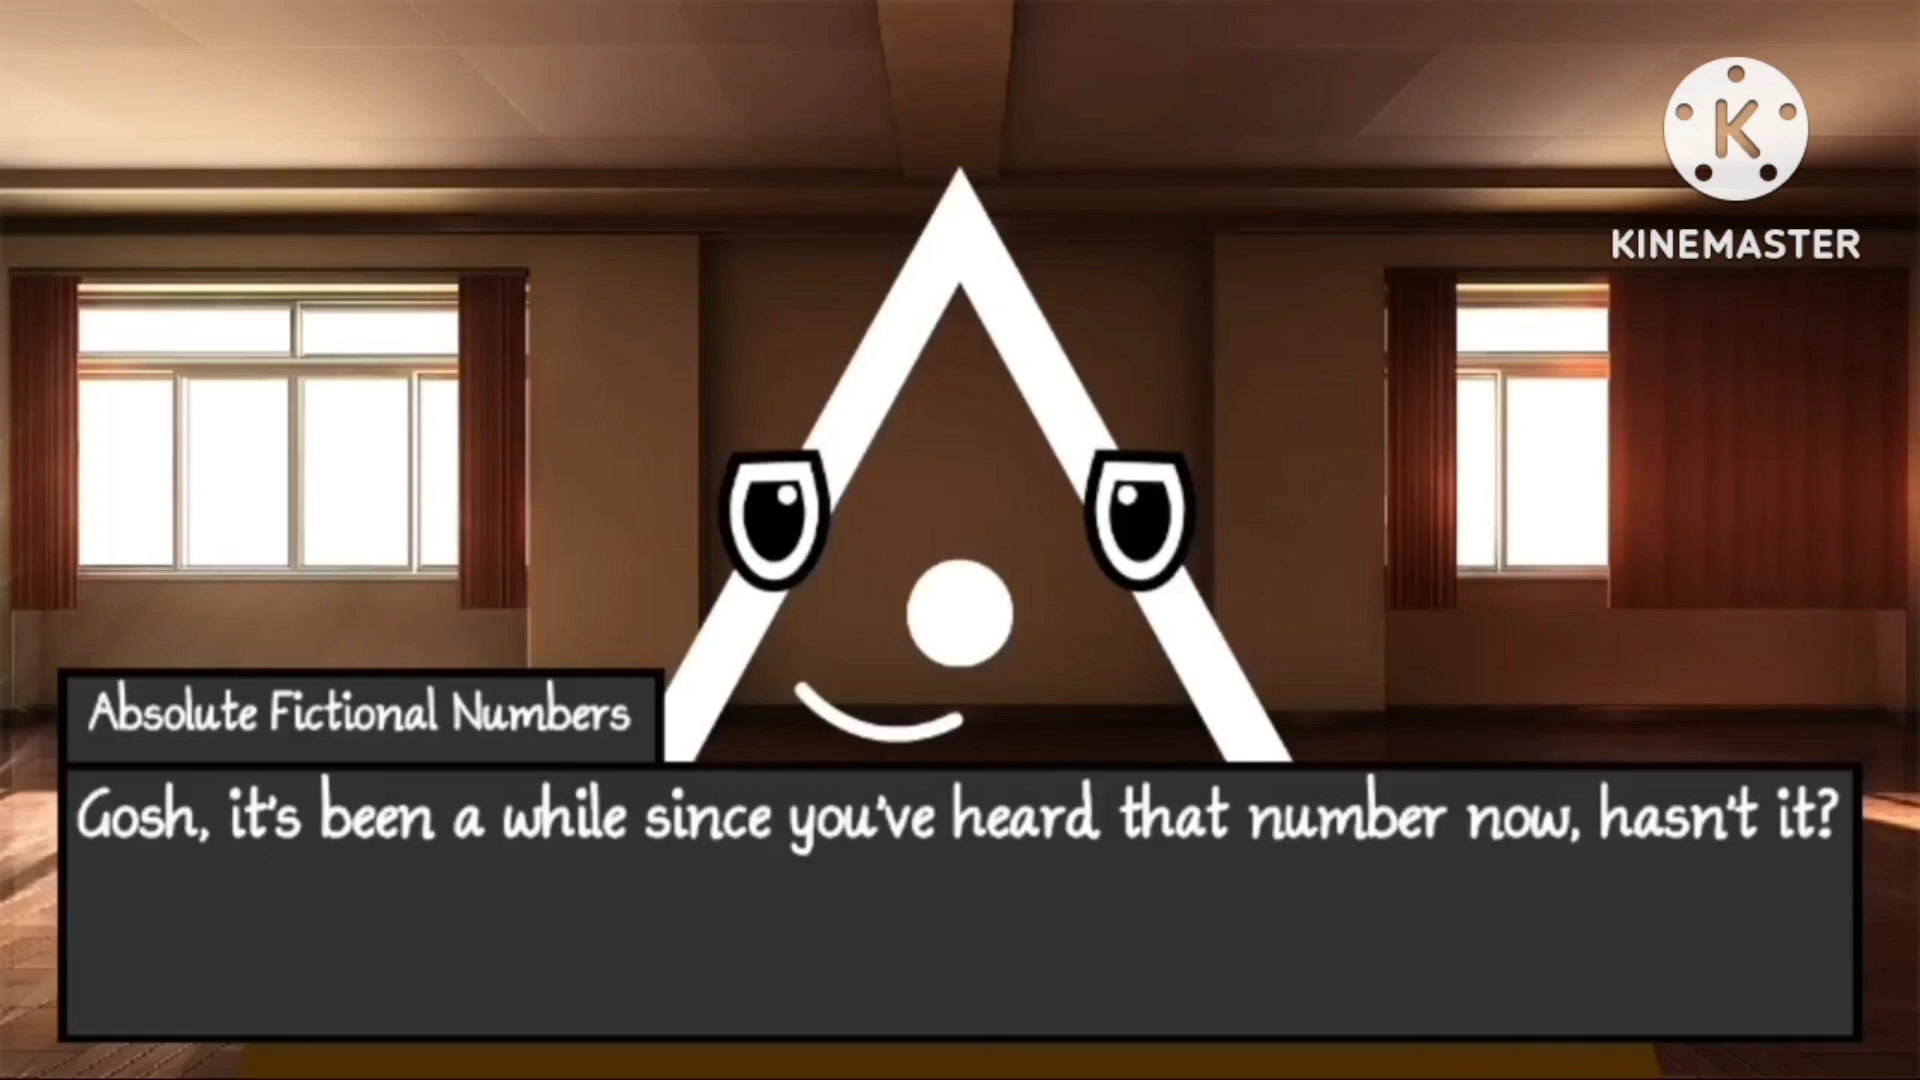 K
KINEMASTER
Absolute Fictional Numbers
Gosh, it's been a while since you've heard that number now, hasn't it?